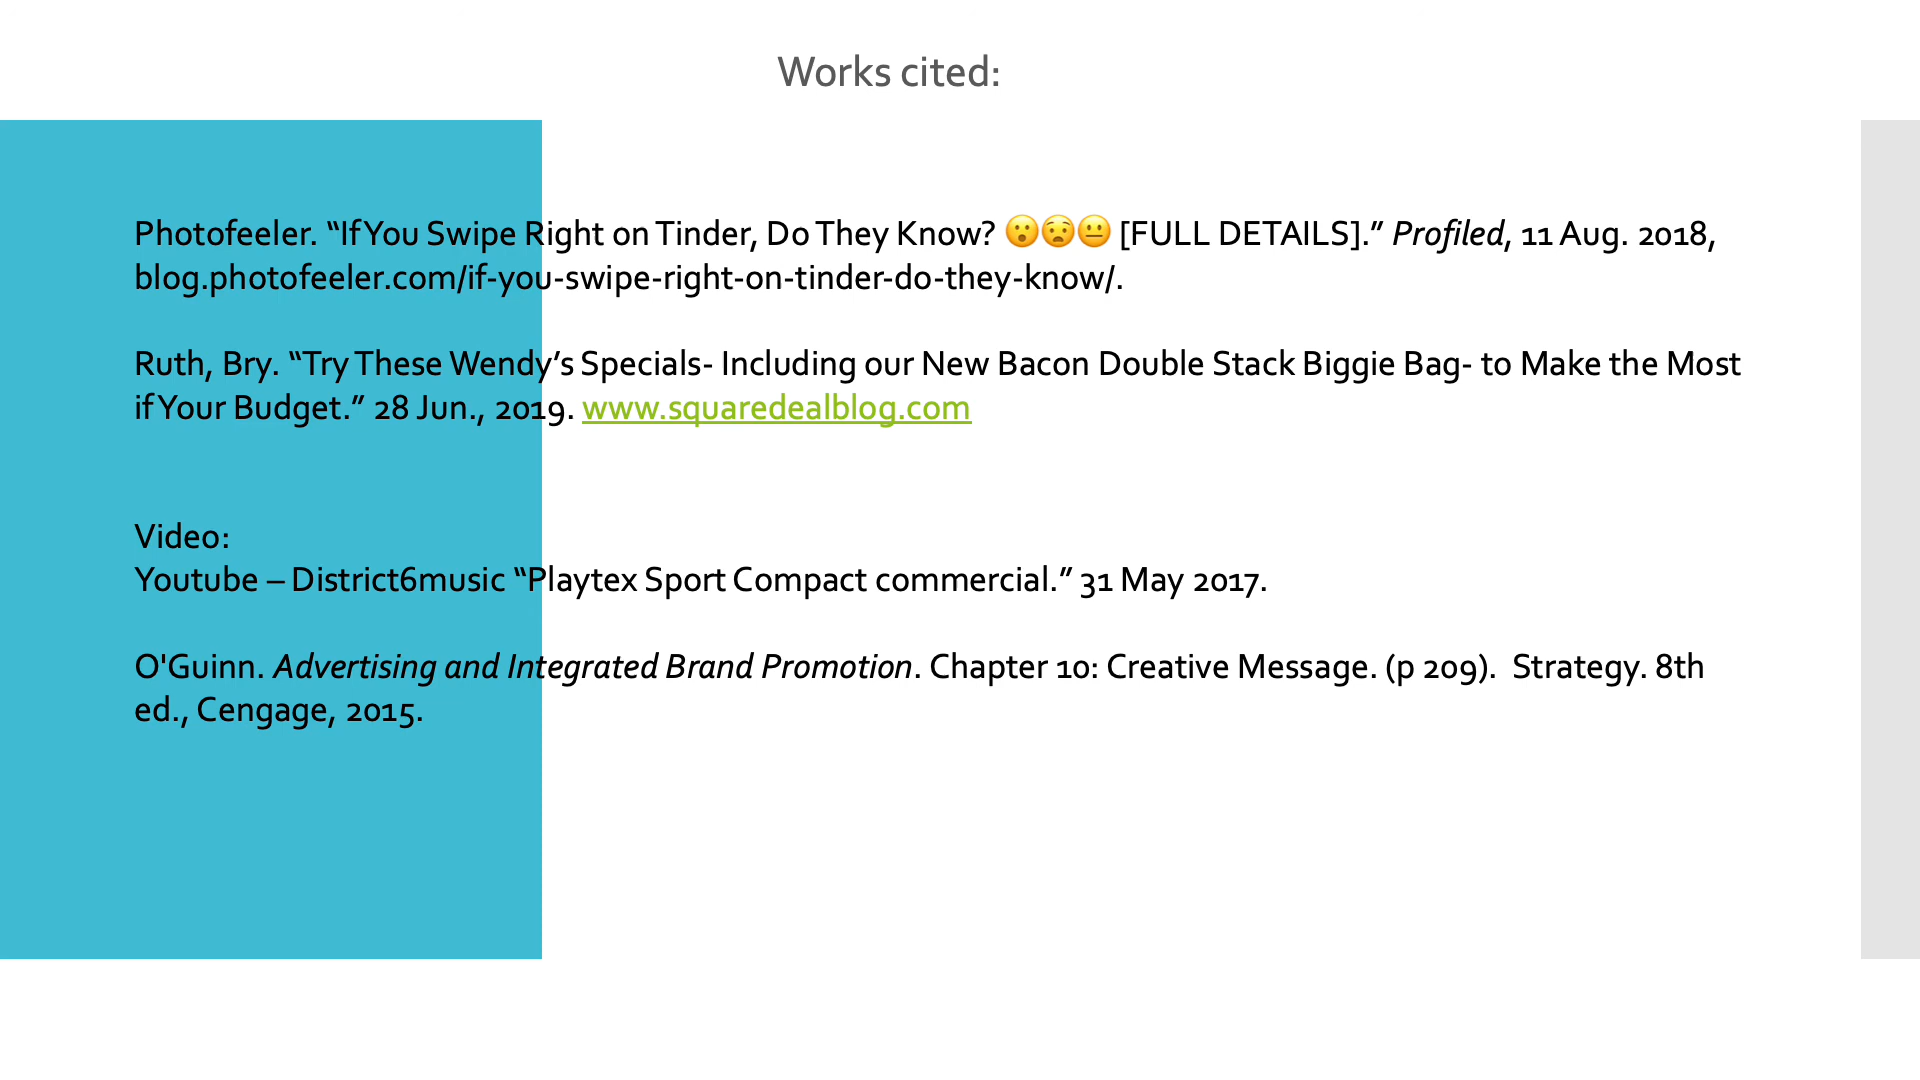 Works cited:
Photofeeler. “If You Swipe Right on Tinder, Do They Know? 😮😟😐 [FULL DETAILS].” Profiled, 11 Aug. 2018,
blog.photofeeler.com/if-you-swipe-right-on-tinder-do-they-know/.
Ruth, Bry. “Try These Wendy’s Specials- Including our New Bacon Double Stack Biggie Bag- to Make the Most
if Your Budget.” 28 Jun., 2019. www.squaredealblog.com
Video:
Youtube – District6music “Playtex Sport Compact commercial.” 31 May 2017.
O'Guinn. Advertising and Integrated Brand Promotion. Chapter 10: Creative Message. (p 209).  Strategy. 8th
ed., Cengage, 2015.